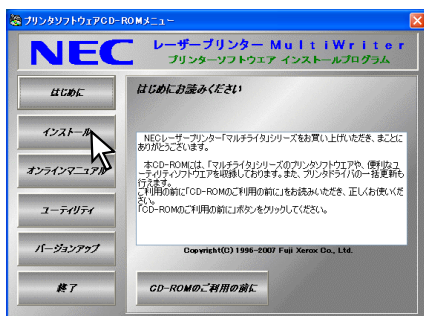 プリンタソフトウェアCD-ROMメニュー
NEC
レーザープリンター MultiWriter
プリンターソフトウエア インストールプログラム
はじめに
インストール
オンラインマニュアル
ユーティリティ
バージョンアップ
終了
はじめにお読みください
NECレーザープリンター「マルチライタ」シリーズをお買い上げいただき、まことに
ありがとうございます。
本CD-ROMには、「マルチライタ」シリーズのプリンタソフトウエアや、便利なユ
ーティリティソフトウエアを収録しております。また、プリンタドライバの一括更新も
行えます。
ご利用の前に「CD-ROMのご利用の前に」をお読みいただき、正しくお使いくだ
さい。
「CD-ROMのご利用の前に」ボタンをクリックしてください。
Copyright(C) 1996-2007 Fuji Xerox Co., Ltd.
CD-ROMのご利用の前に